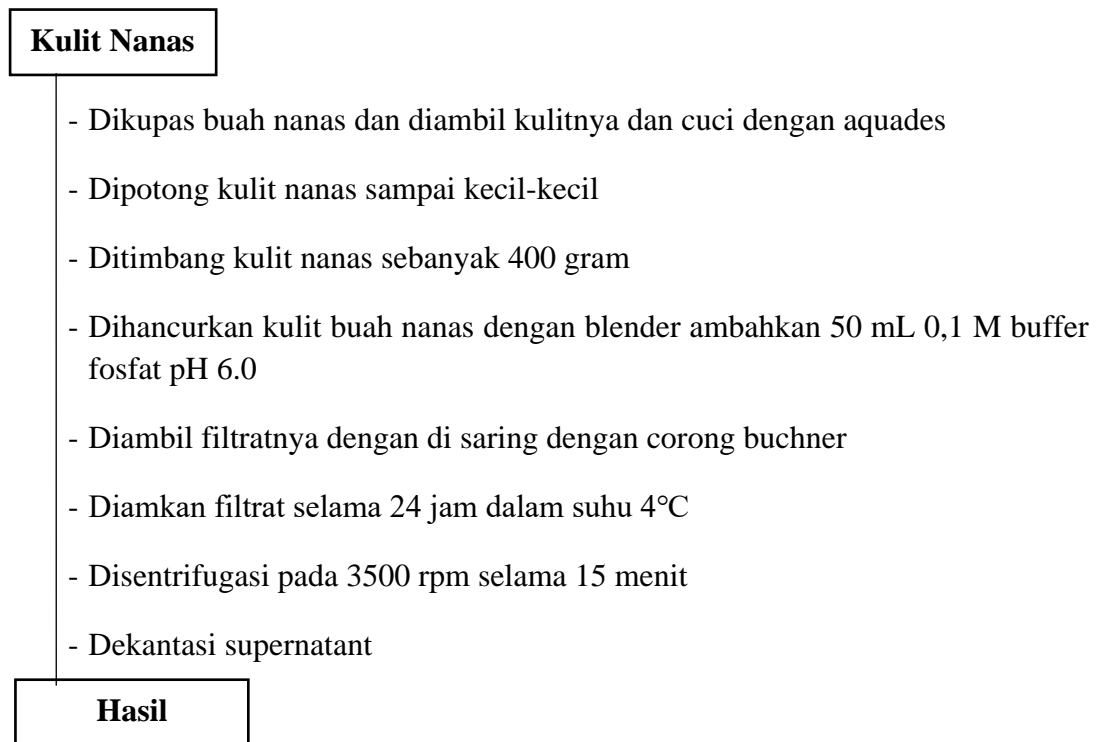 Kulit Nanas
- Dikupas buah nanas dan diambil kulitnya dan cuci dengan aquades
- Dipotong kulit nanas sampai kecil-kecil
- Ditimbang kulit nanas sebanyak 400 gram
- Dihancurkan kulit buah nanas dengan blender ambahkan 50 mL 0,1 M buffer
fosfat pH 6.0
- Diambil filtratnya dengan di saring dengan corong buchner
- Diamkan filtrat selama 24 jam dalam suhu 4°C
- Disentrifugasi pada 3500 rpm selama 15 menit
- Dekantasi supernatant
Hasil